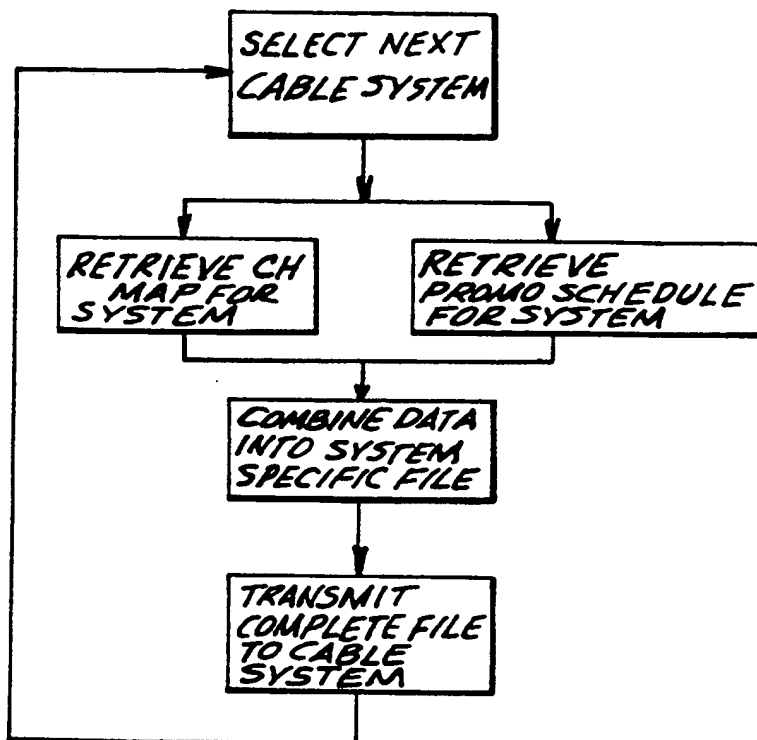 SELECT NEXT
CABLE SYSTEM
RETRIEVE CH
MAP FOR
SYSTEM
RETRIEVE
PROMO SCHEDULE
FOR SYSTEM
COMBINE DATA
INTO SYSTEM
SPECIFIC FILE
TRANSMIT
COMPLETE FILE
TO CABLE
SYSTEM